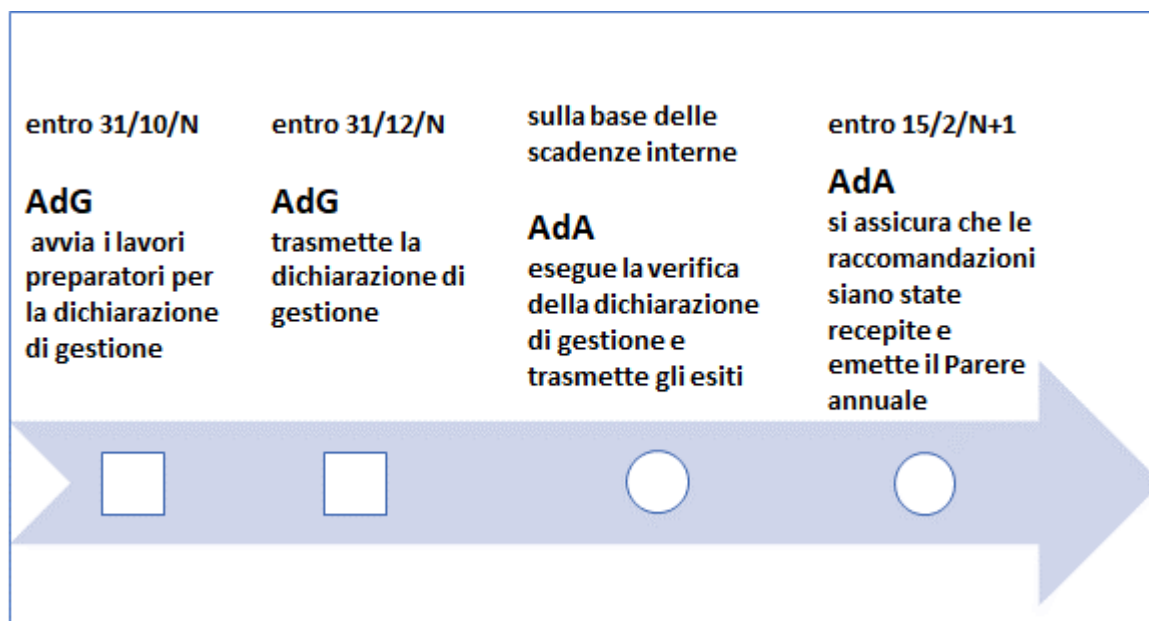 entro 31/10/N
AdG
avvia i lavori
preparatori per
la dichiarazione
di gestione
entro 31/12/N
AdG
trasmette la
dichiarazione di
gestione
sulla base delle
scadenze interne
AdA
esegue la verifica
della dichiarazione
di gestione e
trasmette gli esiti
entro 15/2/N+1
AdA
si assicura che le
raccomandazioni
siano state
recepite e
emette il Parere
annuale